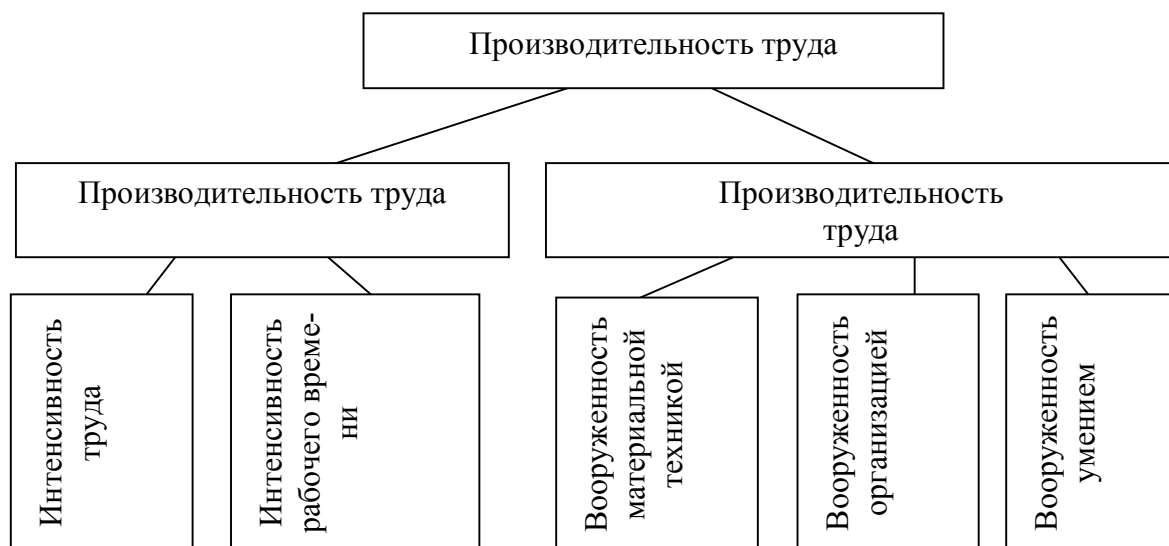 Производительность труда
Производительность труда
Производительность
труда
Интенсивность
труда
Интенсивность
рабочего време-
ни
Вооруженность
материальной
техникой
Вооруженность
организацией
Вооруженность
умением